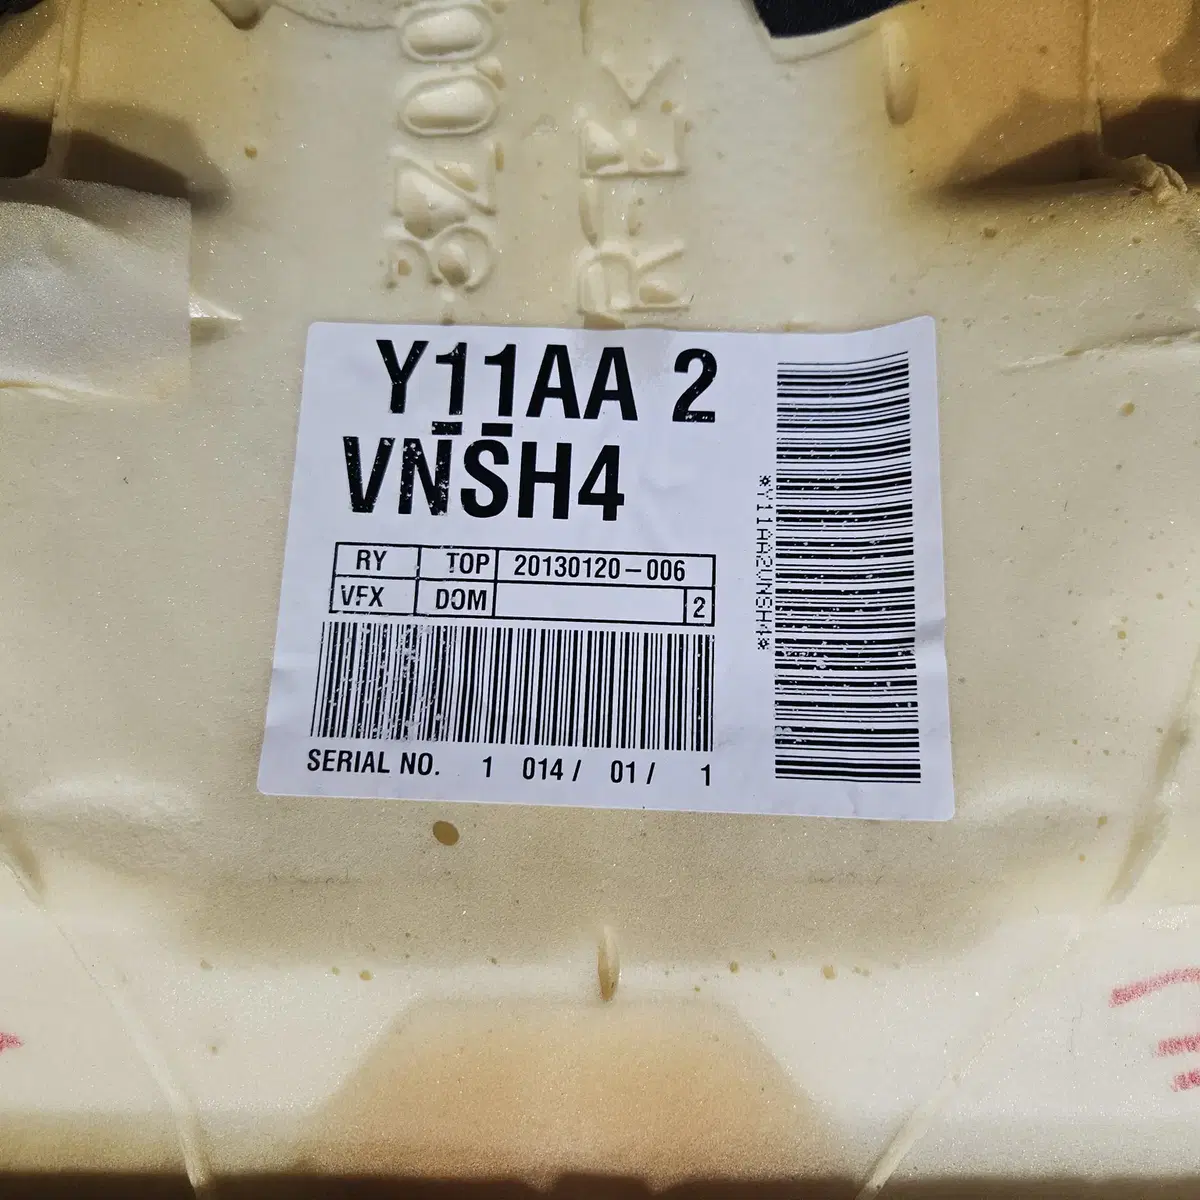 Y11AA 2
VNSH4
RY TOP 20130120-006
VFX DOM 2
SERIAL NO. 1 014/ 01/ 1
*Y11AA2VNSH4*